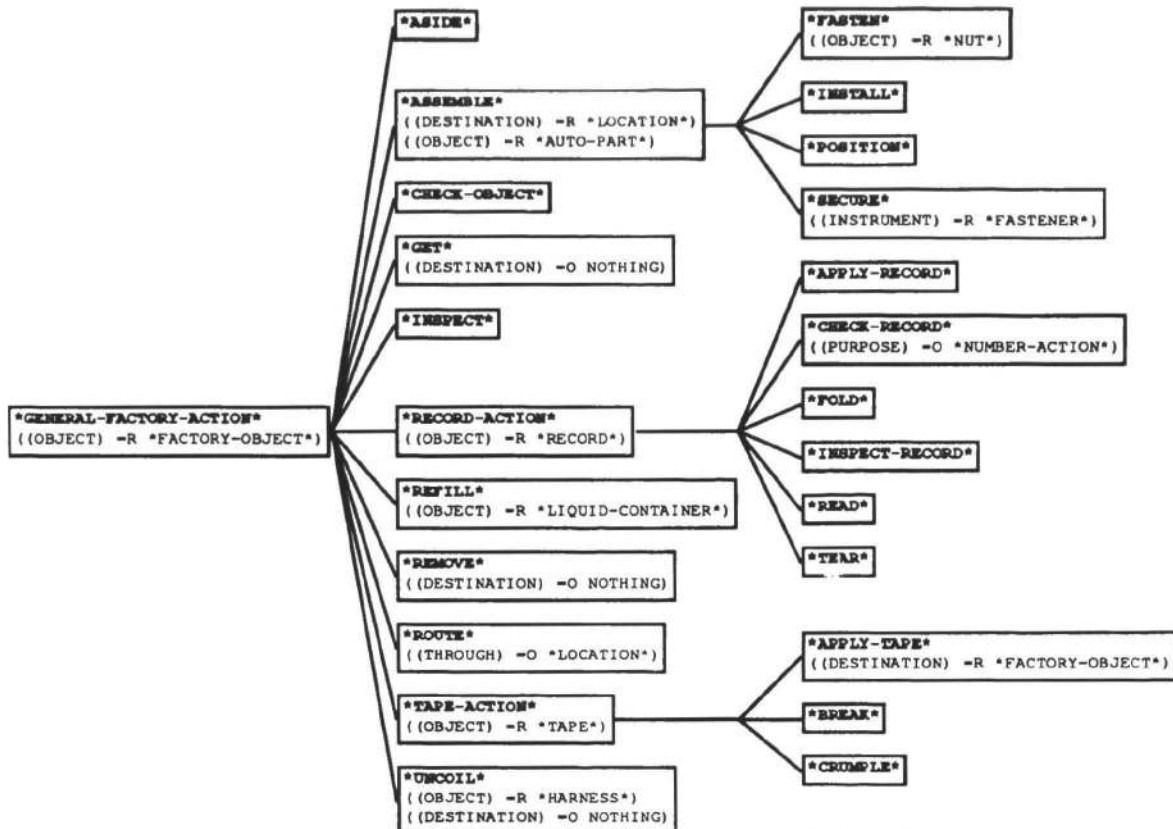 *GENERAL-FACTORY-ACTION*
((OBJECT) =R *FACTORY-OBJECT*)
*ASIDE*
*ASSEMBLE*
((DESTINATION) =R *LOCATION*)
((OBJECT) =R *AUTO-PART*)
*CHECK-OBJECT*
*GET*
((DESTINATION) =O NOTHING)
*INSPECT*
*RECORD-ACTION*
((OBJECT) =R *RECORD*)
*REFILL*
((OBJECT) =R *LIQUID-CONTAINER*)
*REMOVE*
((DESTINATION) =O NOTHING)
*ROUTE*
((THROUGH) =O *LOCATION*)
*TAPE-ACTION*
((OBJECT) =R *TAPE*)
*UNCOIL*
((OBJECT) =R *HARNESS*)
((DESTINATION) =O NOTHING)
*FASTEN*
((OBJECT) =R *NUT*)
*INSTALL*
*POSITION*
*SECURE*
((INSTRUMENT) =R *FASTENER*)
*APPLY-RECORD*
*CHECK-RECORD*
((PURPOSE) =O *NUMBER-ACTION*)
*FOLD*
*INSPECT-RECORD*
*READ*
*TEAR*
*APPLY-TAPE*
((DESTINATION) =R *FACTORY-OBJECT*)
*BREAK*
*CRUMPLE*